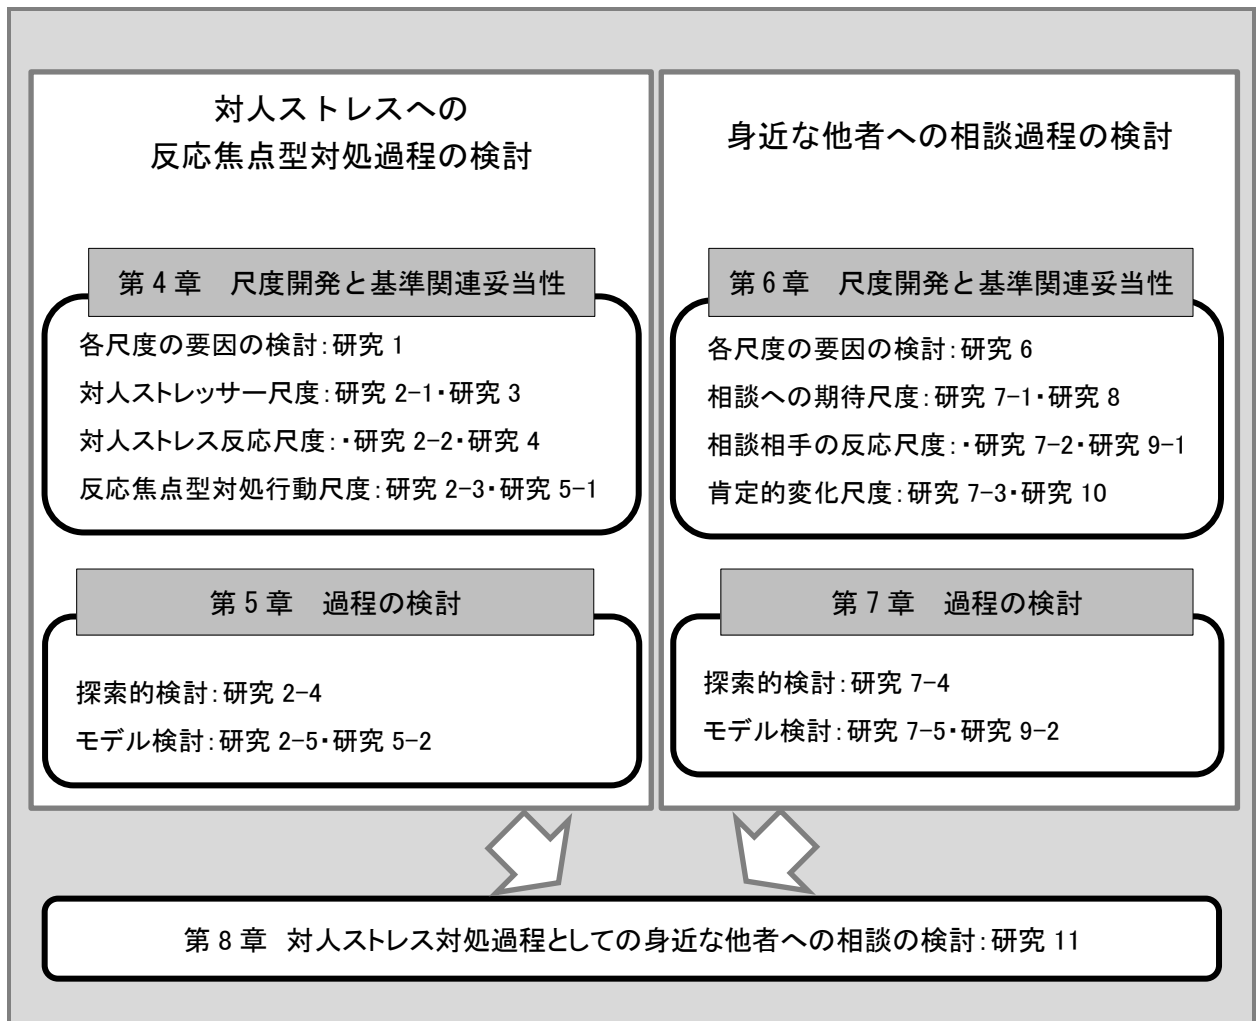 対人ストレスへの
反応焦点型対処過程の検討
第4章 尺度開発と基準関連妥当性
各尺度の要因の検討:研究 1
対人ストレッサー尺度:研究 2-1・研究 3
対人ストレス反応尺度:・研究 2-2・研究 4
反応焦点型対処行動尺度:研究 2-3・研究 5-1
第5章 過程の検討
探索的検討:研究 2-4
モデル検討:研究 2-5・研究 5-2
身近な他者への相談過程の検討
第6章 尺度開発と基準関連妥当性
各尺度の要因の検討:研究 6
相談への期待尺度:研究 7-1・研究 8
相談相手の反応尺度:・研究 7-2・研究 9-1
肯定的変化尺度:研究 7-3・研究 10
第7章 過程の検討
探索的検討:研究 7-4
モデル検討:研究 7-5・研究 9-2
第8章 対人ストレス対処過程としての身近な他者への相談の検討:研究 11